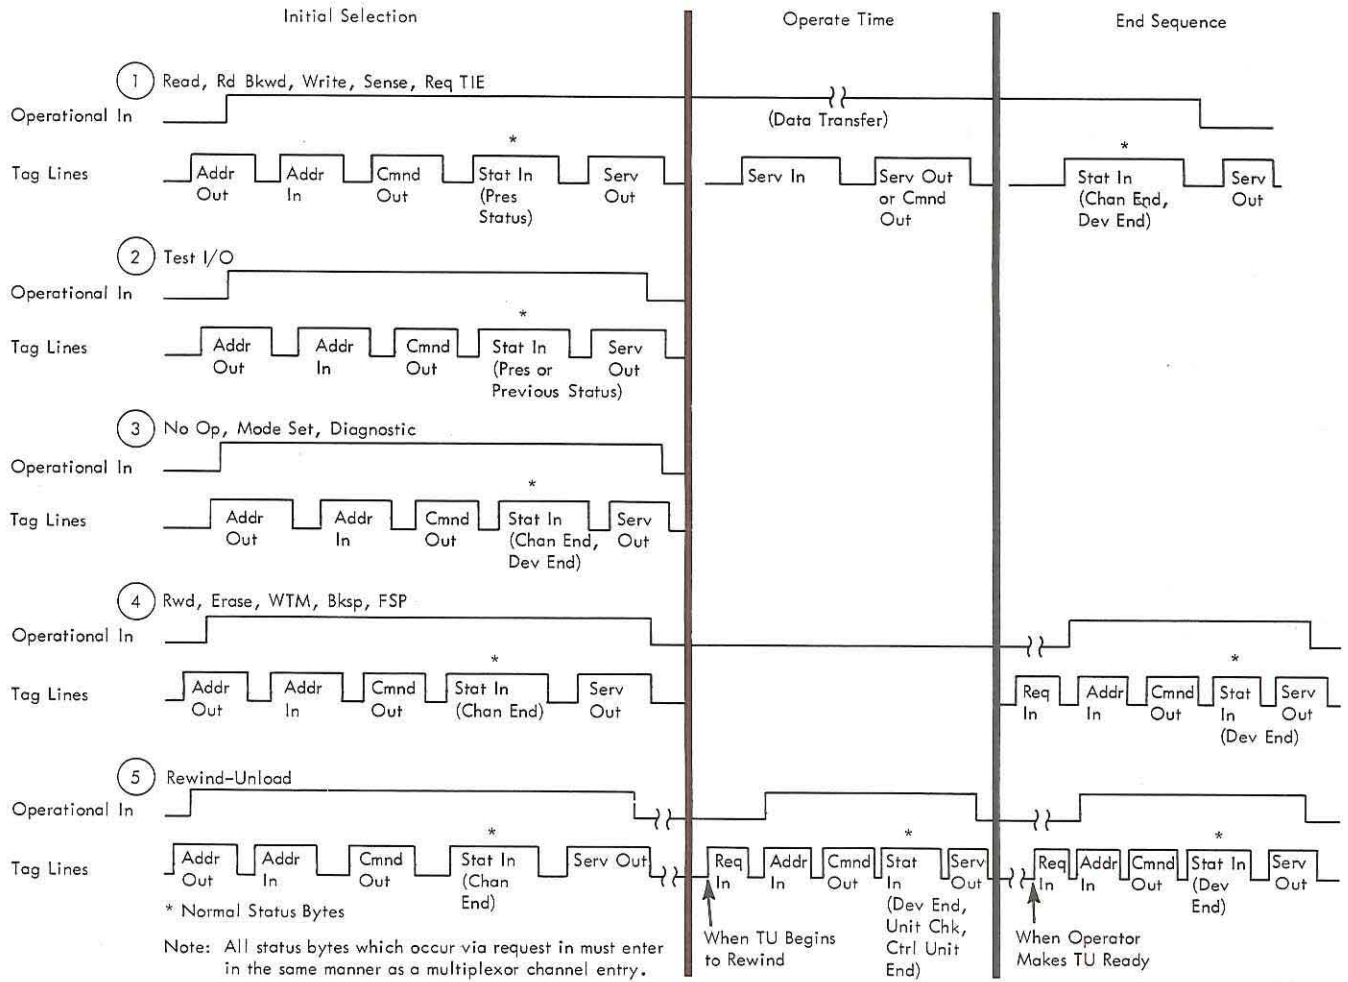 Initial Selection
Operate Time
End Sequence
1 Read, Rd Bkwd, Write, Sense, Req TIE
Operational In
(Data Transfer)
Tag Lines
Addr Out
Addr In
Cmnd Out
*
Stat In (Pres Status)
Serv Out
Serv In
Serv Out or Cmnd Out
*
Stat In (Chan End, Dev End)
Serv Out
2 Test I/O
Operational In
Tag Lines
Addr Out
Addr In
Cmnd Out
*
Stat In (Pres or Previous Status)
Serv Out
3 No Op, Mode Set, Diagnostic
Operational In
Tag Lines
Addr Out
Addr In
Cmnd Out
*
Stat In (Chan End, Dev End)
Serv Out
4 Rwd, Erase, WTM, Bksp, FSP
Operational In
Tag Lines
Addr Out
Addr In
Cmnd Out
*
Stat In (Chan End)
Serv Out
Req In
Addr In
Cmnd Out
*
Stat In (Dev End)
Serv Out
5 Rewind-Unload
Operational In
Tag Lines
Addr Out
Addr In
Cmnd Out
*
Stat In (Chan End)
Serv Out
Req In
Addr In
Cmnd Out
*
Stat In (Dev End, Unit Chk, Ctrl Unit End)
Serv Out
Req In
Addr In
Cmnd Out
*
Stat In (Dev End)
Serv Out
* Normal Status Bytes
When TU Begins
to Rewind
When Operator
Makes TU Ready
Note: All status bytes which occur via request in must enter
in the same manner as a multiplexor channel entry.